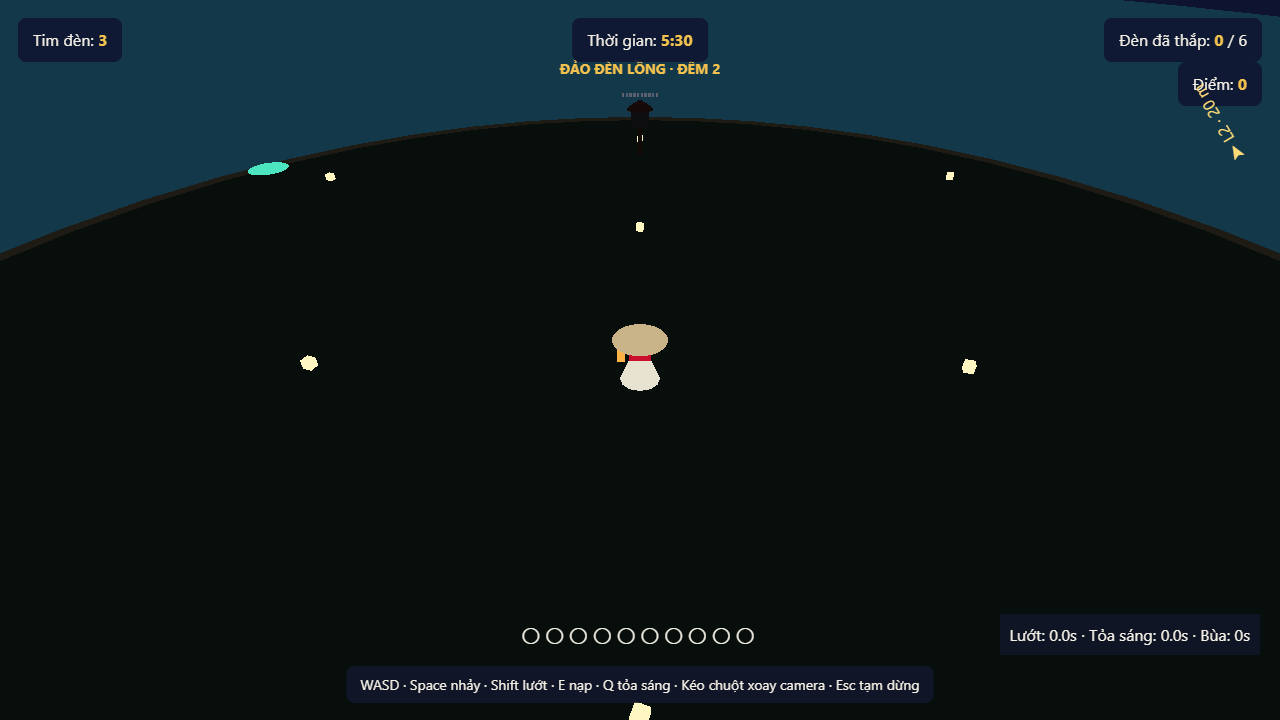 Tim đèn: 3
Thời gian: 5:30
Đèn đã thắp: 0 / 6
ĐẢO ĐÈN LỒNG · ĐÊM 2
Điểm: 0
L2 · 20 m
Lướt: 0.0s · Tỏa sáng: 0.0s · Bùa: 0s
WASD · Space nhảy · Shift lướt · E nạp · Q tỏa sáng · Kéo chuột xoay camera · Esc tạm dừng